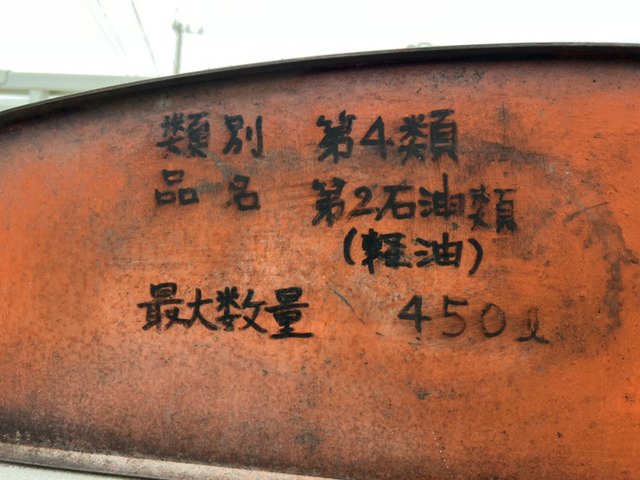 類別 第4類
品名 第2石油類
(軽油)
最大数量 450ℓ